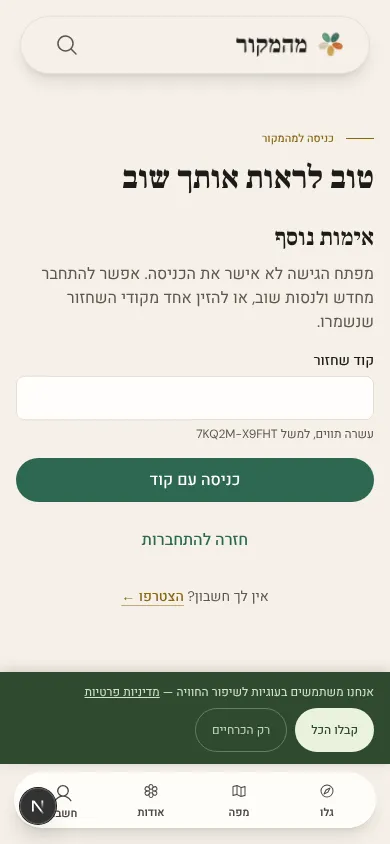 מהמקור
כניסה למהמקור
טוב לראות אותך שוב
אימות נוסף
מפתח הגישה לא אישר את הכניסה. אפשר להתחבר
מחדש ולנסות שוב, או להזין אחד מקודי השחזור
שנשמרו.
קוד שחזור
עשרה תווים, למשל 7KQ2M-X9FHT
כניסה עם קוד
חזרה להתחברות
אין לך חשבון? הצטרפו ←
אנחנו משתמשים בעוגיות לשיפור החוויה — מדיניות פרטיות
קבלו הכל
רק הכרחיים
גלו
מפה
אודות
חשב
N